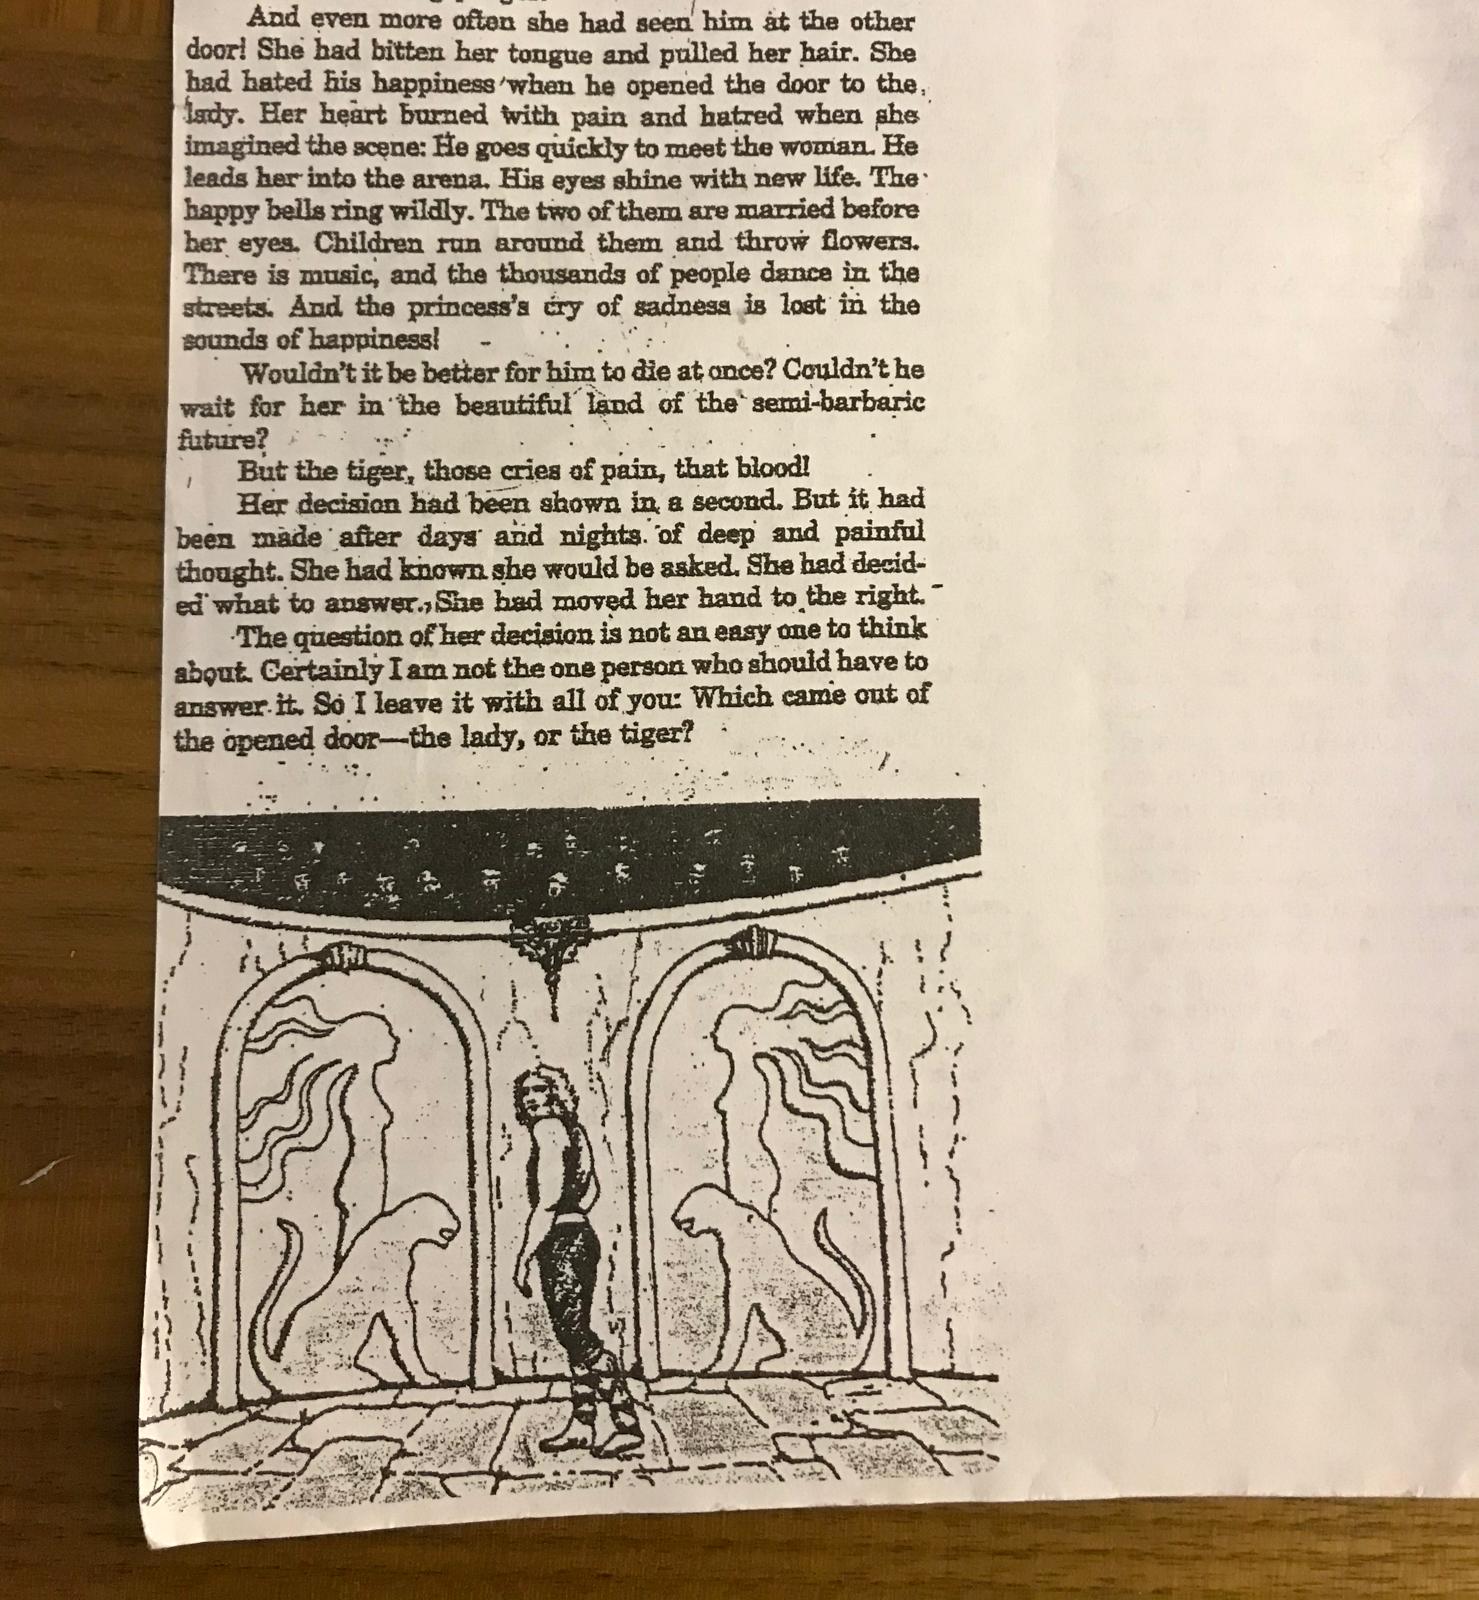 And even more often she had seen him at the other
door! She had bitten her tongue and pulled her hair. She
had hated his happiness when he opened the door to the
lady. Her heart burned with pain and hatred when she
imagined the scene: He goes quickly to meet the woman. He
leads her into the arena. His eyes shine with new life. The
happy bells ring wildly. The two of them are married before
her eyes. Children run around them and throw flowers.
There is music, and the thousands of people dance in the
streets. And the princess's cry of sadness is lost in the
sounds of happiness!
Wouldn't it be better for him to die at once? Couldn't he
wait for her in the beautiful land of the semi-barbaric
future?
But the tiger, those cries of pain, that blood!
Her decision had been shown in a second. But it had
been made after days and nights of deep and painful
thought. She had known she would be asked. She had decid-
ed what to answer. She had moved her hand to the right.
The question of her decision is not an easy one to think
about. Certainly I am not the one person who should have to
answer it. So I leave it with all of you: Which came out of
the opened door—the lady, or the tiger?